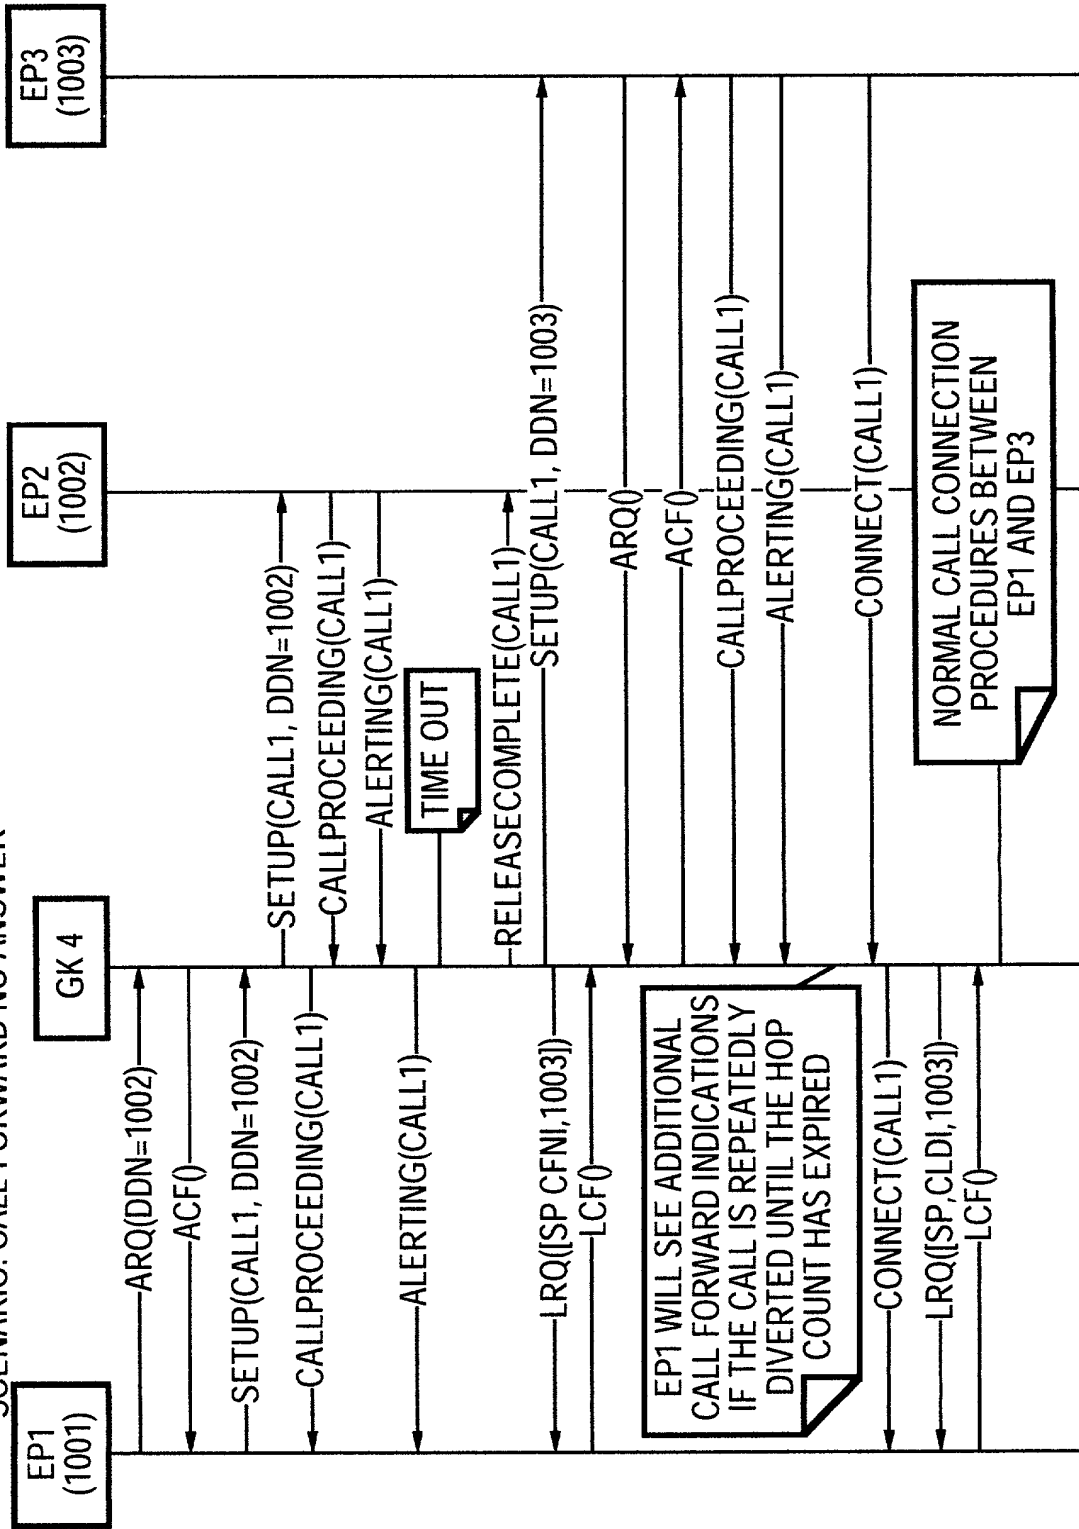 SCENARIO: CALL FORWARD NO ANSWER
EP1
(1001)
GK 4
EP2
(1002)
EP3
(1003)
ARQ(DDN=1002)
ACF()
SETUP(CALL1, DDN=1002)
SETUP(CALL1, DDN=1002)
CALLPROCEEDING(CALL1)
CALLPROCEEDING(CALL1)
ALERTING(CALL1)
ALERTING(CALL1)
TIME OUT
RELEASECOMPLETE(CALL1)
SETUP(CALL1, DDN=1003)
LRQ([SP CFNI,1003])
LCF()
ARQ()
ACF()
CALLPROCEEDING(CALL1)
ALERTING(CALL1)
EP1 WILL SEE ADDITIONAL
CALL FORWARD INDICATIONS
IF THE CALL IS REPEATEDLY
DIVERTED UNTIL THE HOP
COUNT HAS EXPIRED
CONNECT(CALL1)
CONNECT(CALL1)
LRQ([SP,CLDI,1003])
LCF()
NORMAL CALL CONNECTION
PROCEDURES BETWEEN
EP1 AND EP3